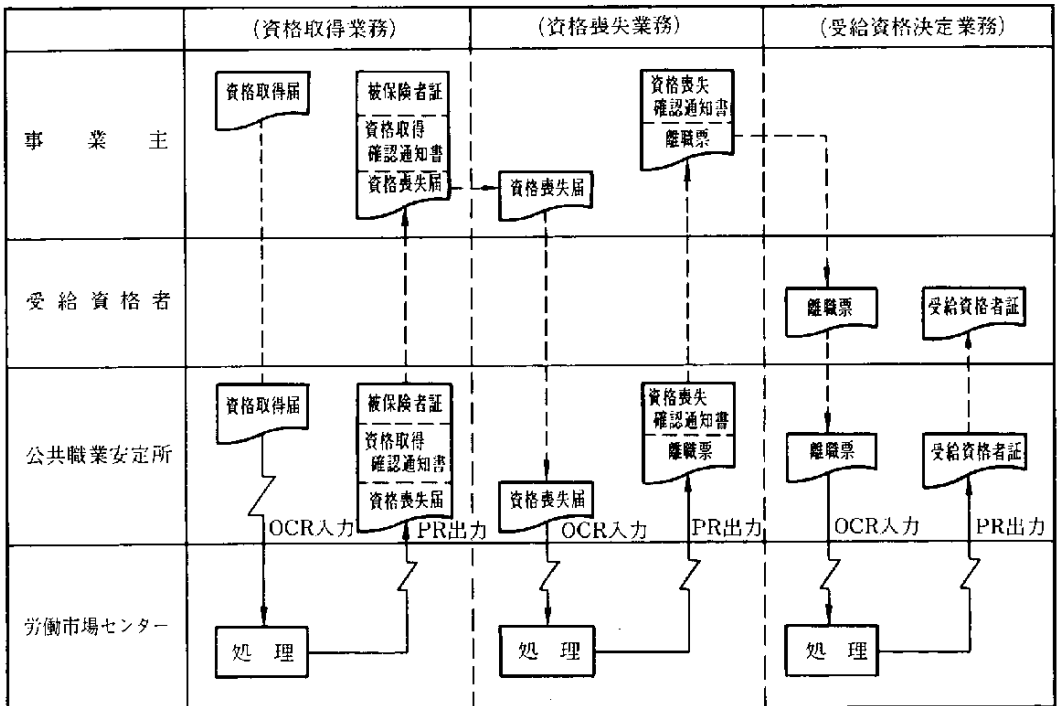 (資格取得業務)
(資格喪失業務)
(受給資格決定業務)
事業主
資格取得届
被保険者証
資格取得
確認通知書
資格喪失届
資格喪失届
資格喪失
確認通知書
離職票
受給資格者
離職票
受給資格者証
公共職業安定所
資格取得届
被保険者証
資格取得
確認通知書
資格喪失届
資格喪失届
資格喪失
確認通知書
離職票
離職票
受給資格者証
OCR入力
PR出力
OCR入力
PR出力
OCR入力
PR出力
労働市場センター
処理
処理
処理